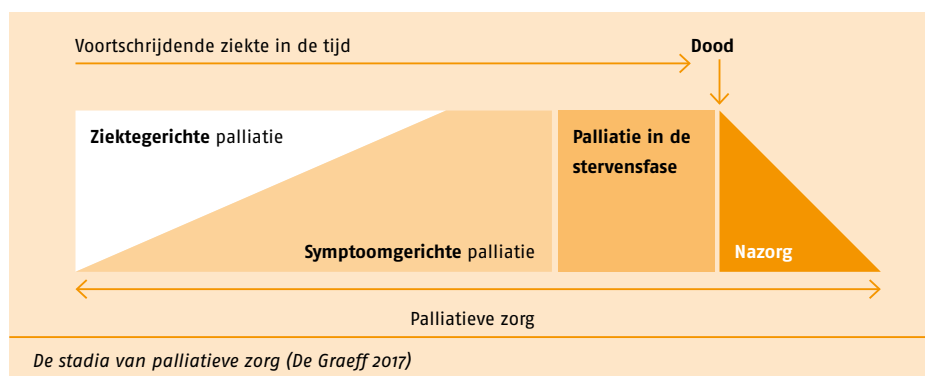 Voortschrijdende ziekte in de tijd
Dood
Ziektegerichte palliatie
Palliatie in de
stervensfase
Symptoomgerichte palliatie
Nazorg
Palliatieve zorg
De stadia van palliatieve zorg (De Graeff 2017)